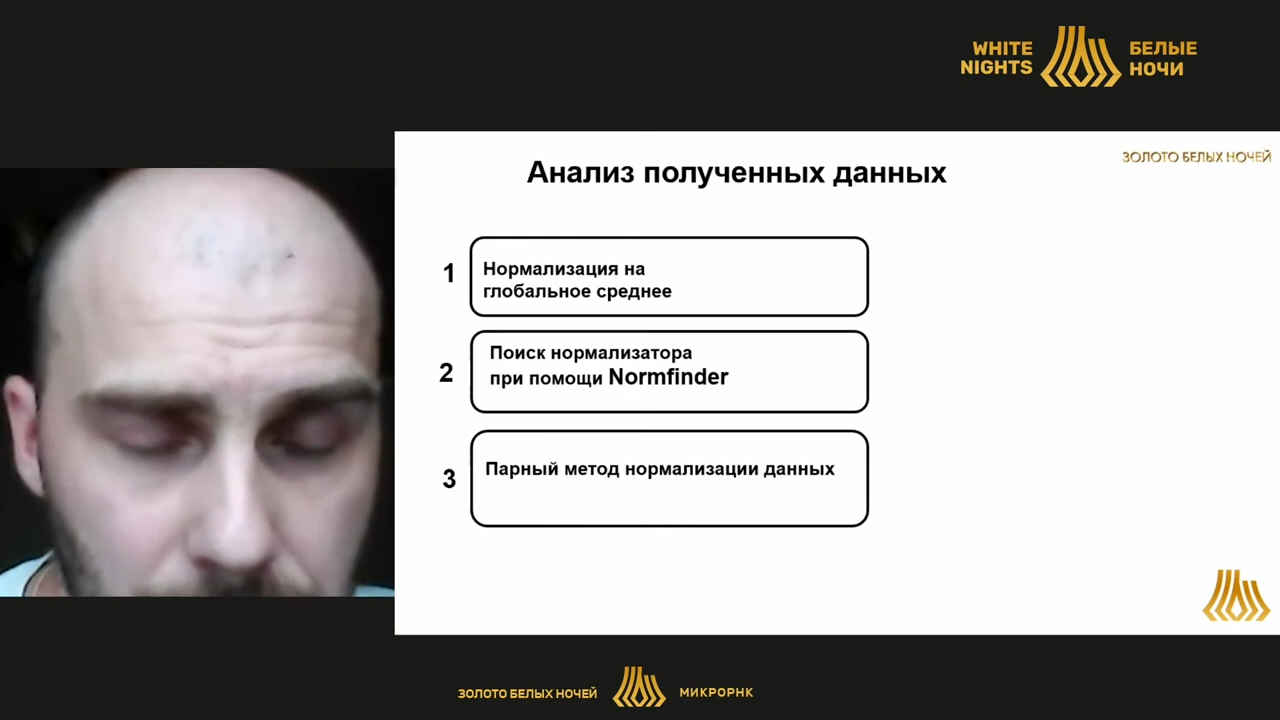 WHITE
NIGHTS
БЕЛЫЕ
НОЧИ
ЗОЛОТО БЕЛЫХ НОЧЕЙ
Анализ полученных данных
1
Нормализация на
глобальное среднее
2
Поиск нормализатора
при помощи Normfinder
3
Парный метод нормализации данных
ЗОЛОТО БЕЛЫХ НОЧЕЙ
МИКРОРНК